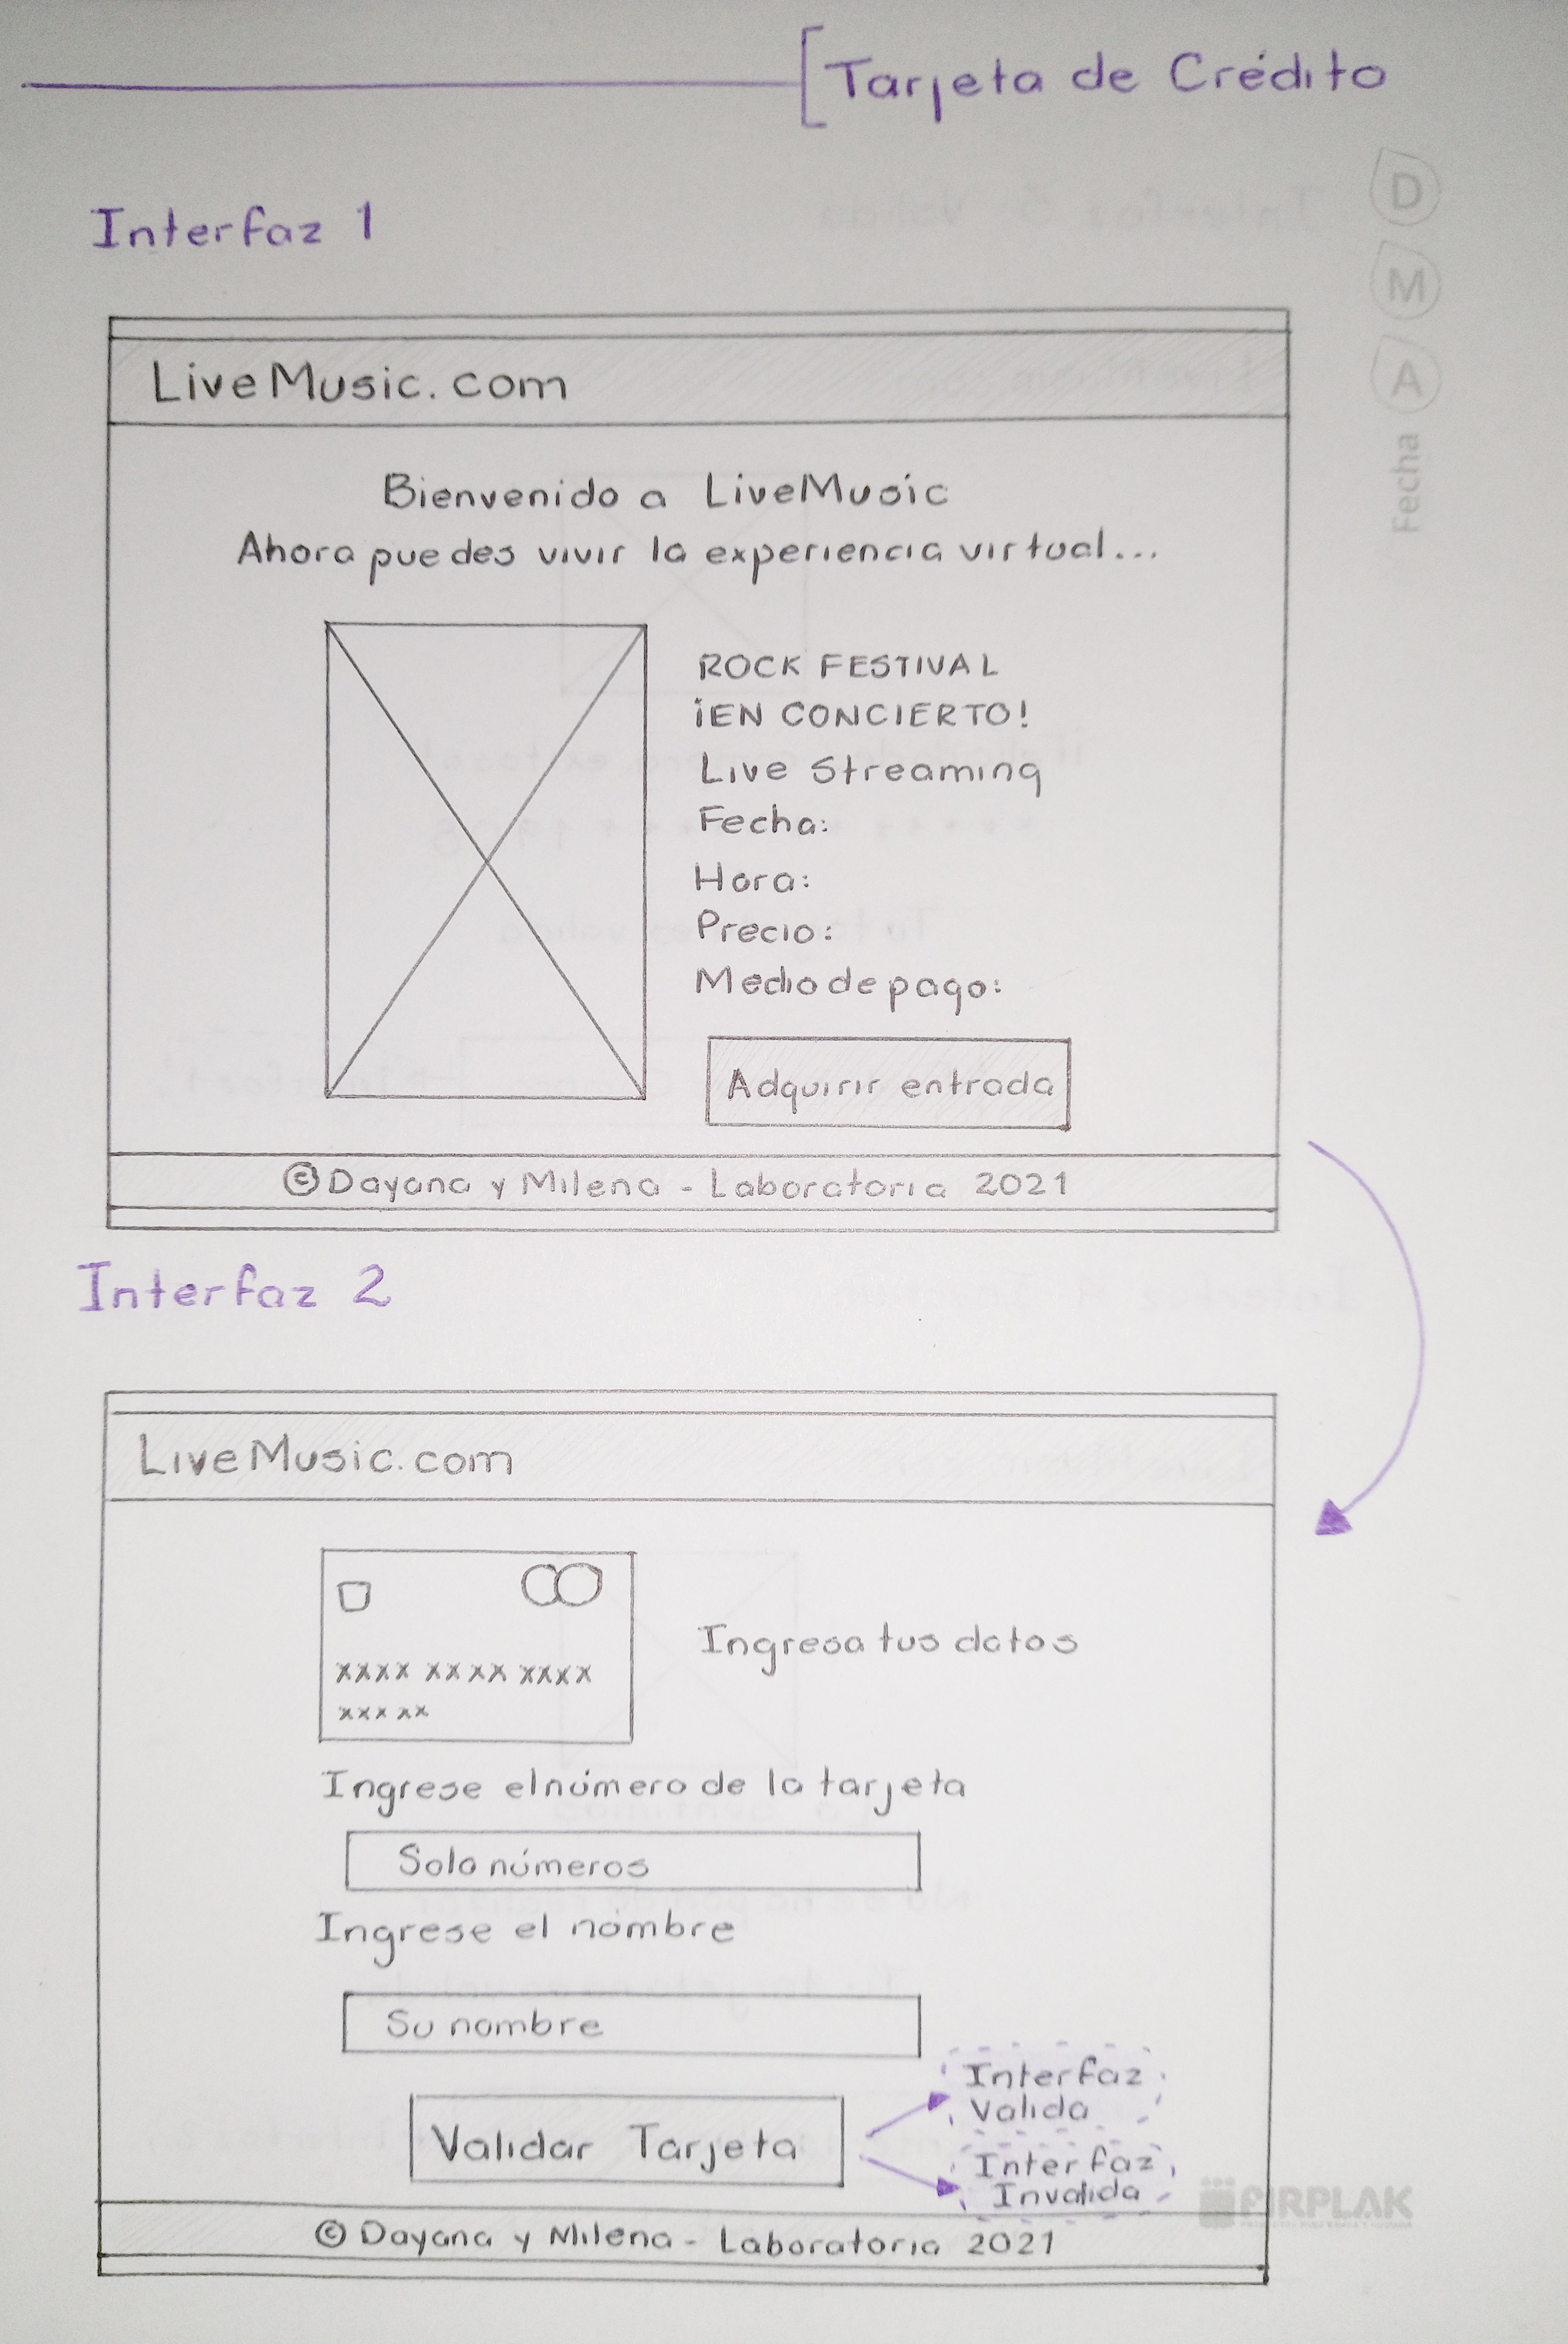 Tarjeta de Crédito
Interfaz 1
D
M
A
Fecha
LiveMusic.com
Bienvenido a LiveMusic
Ahora puedes vivir la experiencia virtual...
ROCK FESTIVAL
¡EN CONCIERTO!
Live Streaming
Fecha:
Hora:
Precio:
Medio de pago:
Adquirir entrada
© Dayana y Milena - Laboratoria 2021
Interfaz 2
LiveMusic.com
xxxx xxxx xxxx
xxx xx
Ingresa tus datos
Ingrese el número de la tarjeta
Solo números
Ingrese el nombre
Su nombre
Validar Tarjeta
Interfaz
Valida
Interfaz
Invalida
FIRPLAK
© Dayana y Milena - Laboratoria 2021